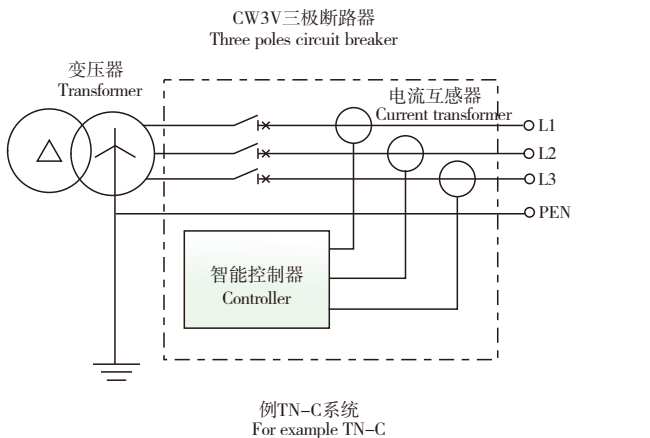 CW3V三极断路器
Three poles circuit breaker
变压器
Transformer
电流互感器
Current transformer
L1
L2
L3
PEN
智能控制器
Controller
例TN-C系统
For example TN-C